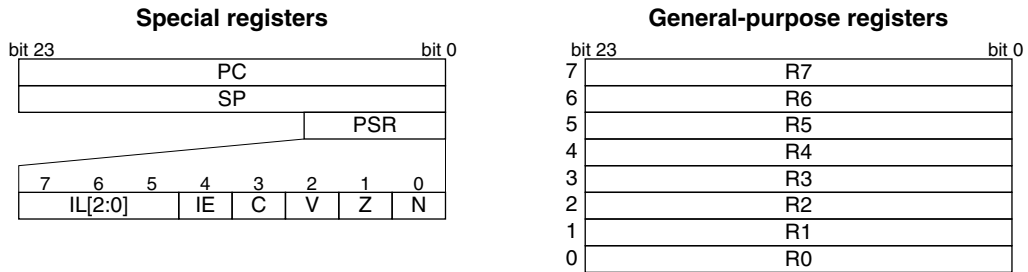 Special registers
bit 23 bit 0
PC
SP
PSR
7 6 5 4 3 2 1 0
IL[2:0] IE C V Z N
General-purpose registers
bit 23 bit 0
7 R7
6 R6
5 R5
4 R4
3 R3
2 R2
1 R1
0 R0